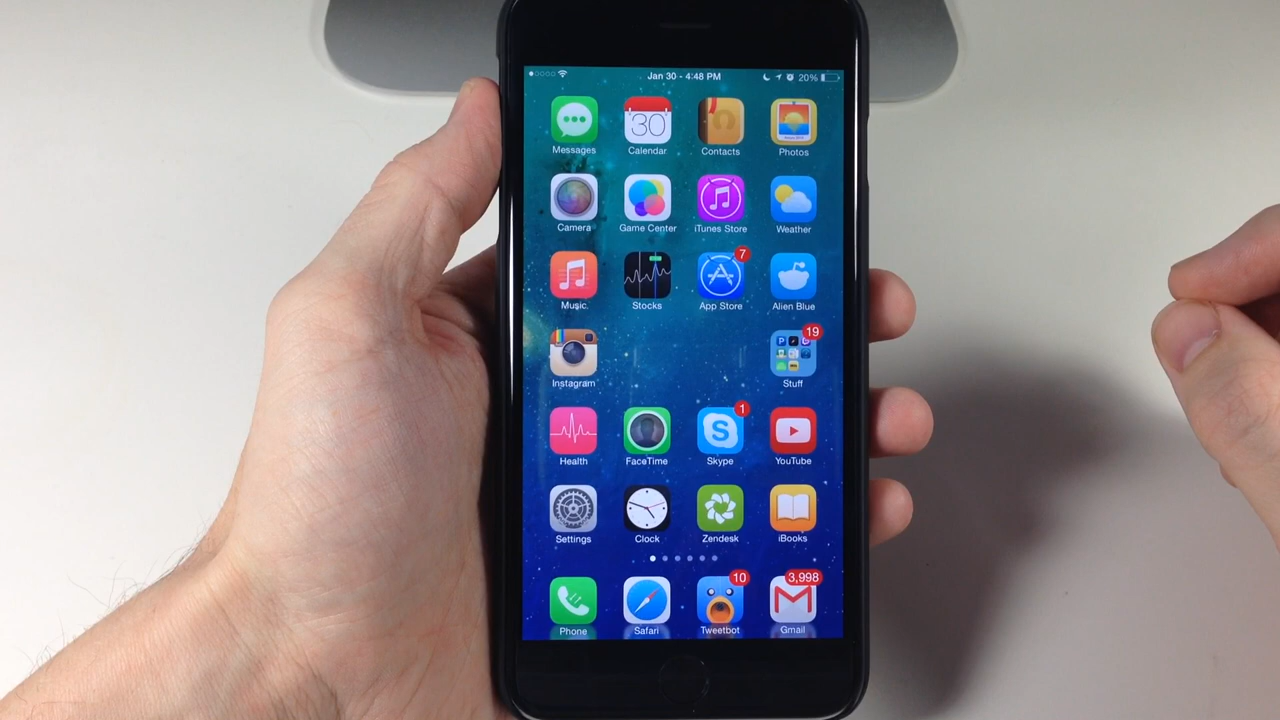 Jan 30 - 4:48 PM 20%
30
Messages Calendar Contacts Photos
Camera Game Center iTunes Store Weather
7
Music Stocks App Store Alien Blue
19
P
Instagram Stuff
1
S
Health FaceTime Skype YouTube
Settings Clock Zendesk iBooks
10 3,998
Phone Safari Tweetbot Gmail